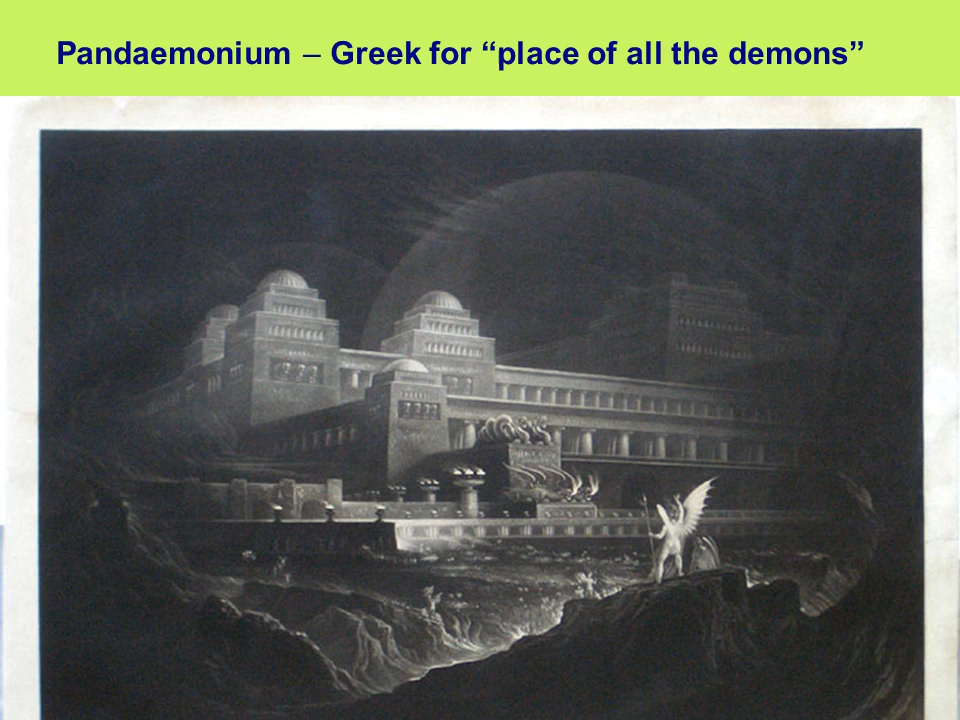 Pandaemonium – Greek for “place of all the demons”